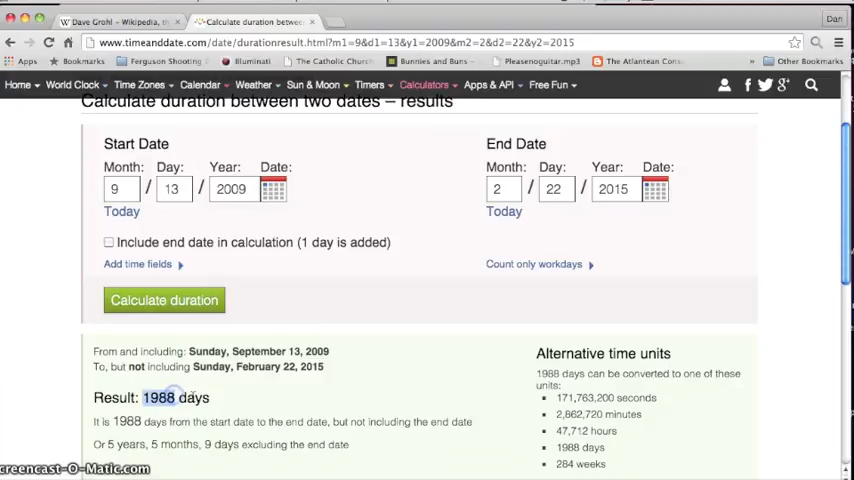 Dave Grohl – Wikipedia, th
Calculate duration betwee
Dan
www.timeanddate.com/date/durationresult.html?m1=9&d1=13&y1=2009&m2=2&d2=22&y2=2015
Apps Bookmarks Ferguson Shooting Illuminati The Catholic Churc Bunnies and Buns – Pleasenoguitar.mp3 The Atlantean Cons » Other Bookmarks
Home World Clock Time Zones Calendar Weather Sun & Moon Timers Calculators Apps & API Free Fun
Calculate duration between two dates – results
Start Date End Date
Month: Day: Year: Date: Month: Day: Year: Date:
9 / 13 / 2009 2 / 22 / 2015
Today Today
Include end date in calculation (1 day is added)
Add time fields Count only workdays
Calculate duration
From and including: Sunday, September 13, 2009
To, but not including Sunday, February 22, 2015
Result: 1988 days
It is 1988 days from the start date to the end date, but not including the end date
Or 5 years, 5 months, 9 days excluding the end date
Alternative time units
1988 days can be converted to one of these
units:
• 171,763,200 seconds
• 2,862,720 minutes
• 47,712 hours
• 1988 days
• 284 weeks
creencast-O-Matic.com